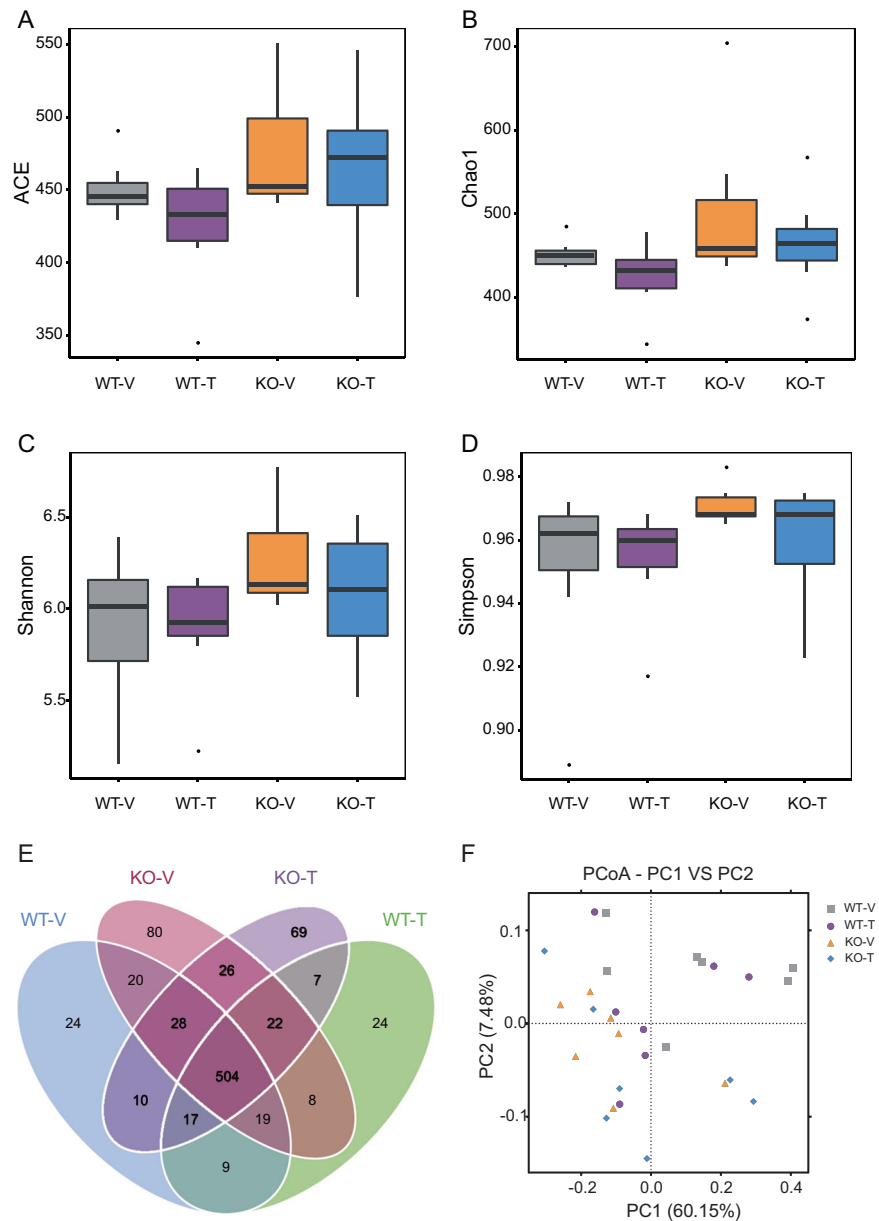 A
550
500
450
400
350
ACE
WT-V WT-T KO-V KO-T
B
700
600
500
400
Chao1
WT-V WT-T KO-V KO-T
C
6.5
6.0
5.5
Shannon
WT-V WT-T KO-V KO-T
D
0.98
0.96
0.94
0.92
0.90
Simpson
WT-V WT-T KO-V KO-T
E
KO-V KO-T
WT-V WT-T
80 69
20 26 7
24 28 22 24
504
10 8
17 19
9
F
PCoA - PC1 VS PC2
WT-V
WT-T
KO-V
KO-T
0.1
0.0
-0.1
PC2 (7.48%)
-0.2 0.0 0.2 0.4
PC1 (60.15%)